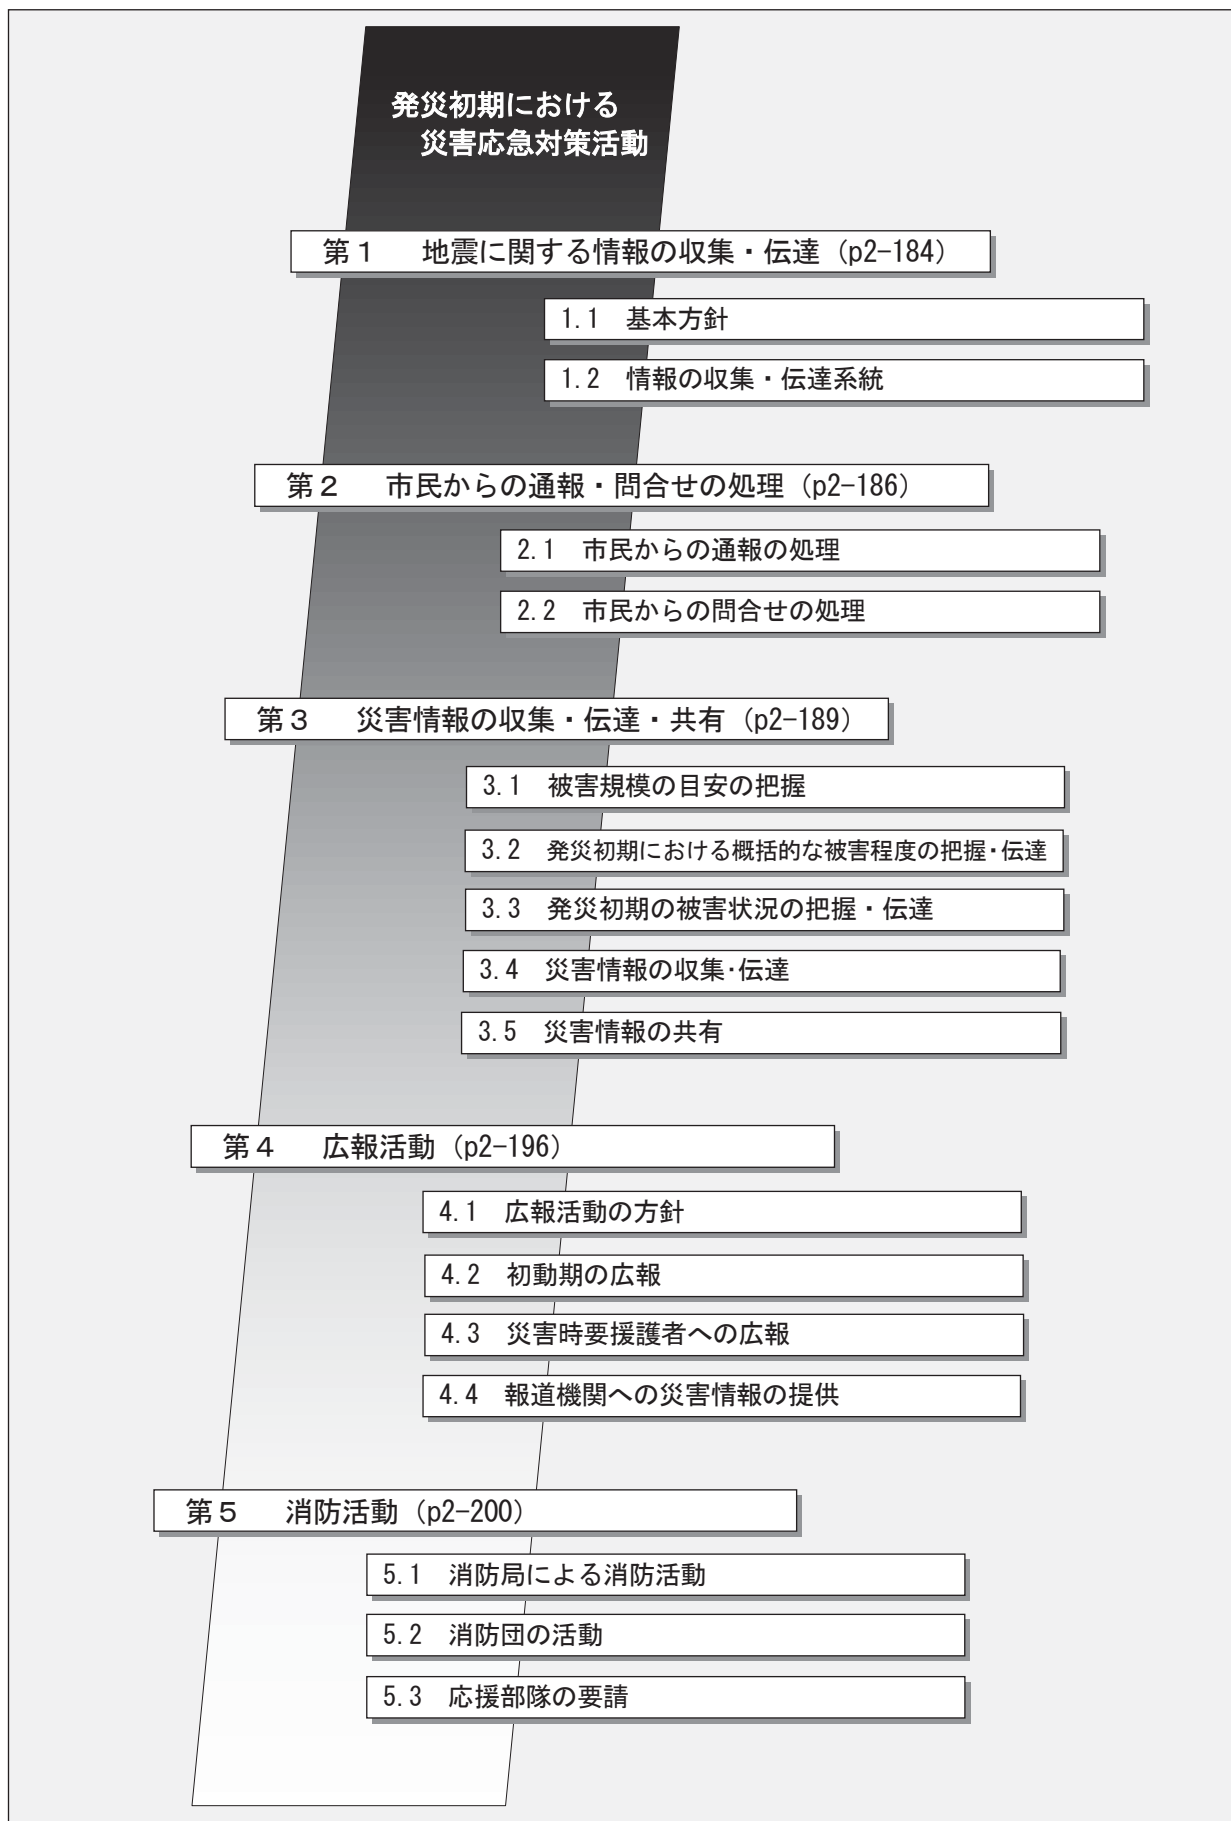 発災初期における
災害応急対策活動
第１　地震に関する情報の収集・伝達（p2-184）
1.1　基本方針
1.2　情報の収集・伝達系統
第２　市民からの通報・問合せの処理（p2-186）
2.1　市民からの通報の処理
2.2　市民からの問合せの処理
第３　災害情報の収集・伝達・共有（p2-189）
3.1　被害規模の目安の把握
3.2　発災初期における概括的な被害程度の把握・伝達
3.3　発災初期の被害状況の把握・伝達
3.4　災害情報の収集・伝達
3.5　災害情報の共有
第４　広報活動（p2-196）
4.1　広報活動の方針
4.2　初動期の広報
4.3　災害時要援護者への広報
4.4　報道機関への災害情報の提供
第５　消防活動（p2-200）
5.1　消防局による消防活動
5.2　消防団の活動
5.3　応援部隊の要請